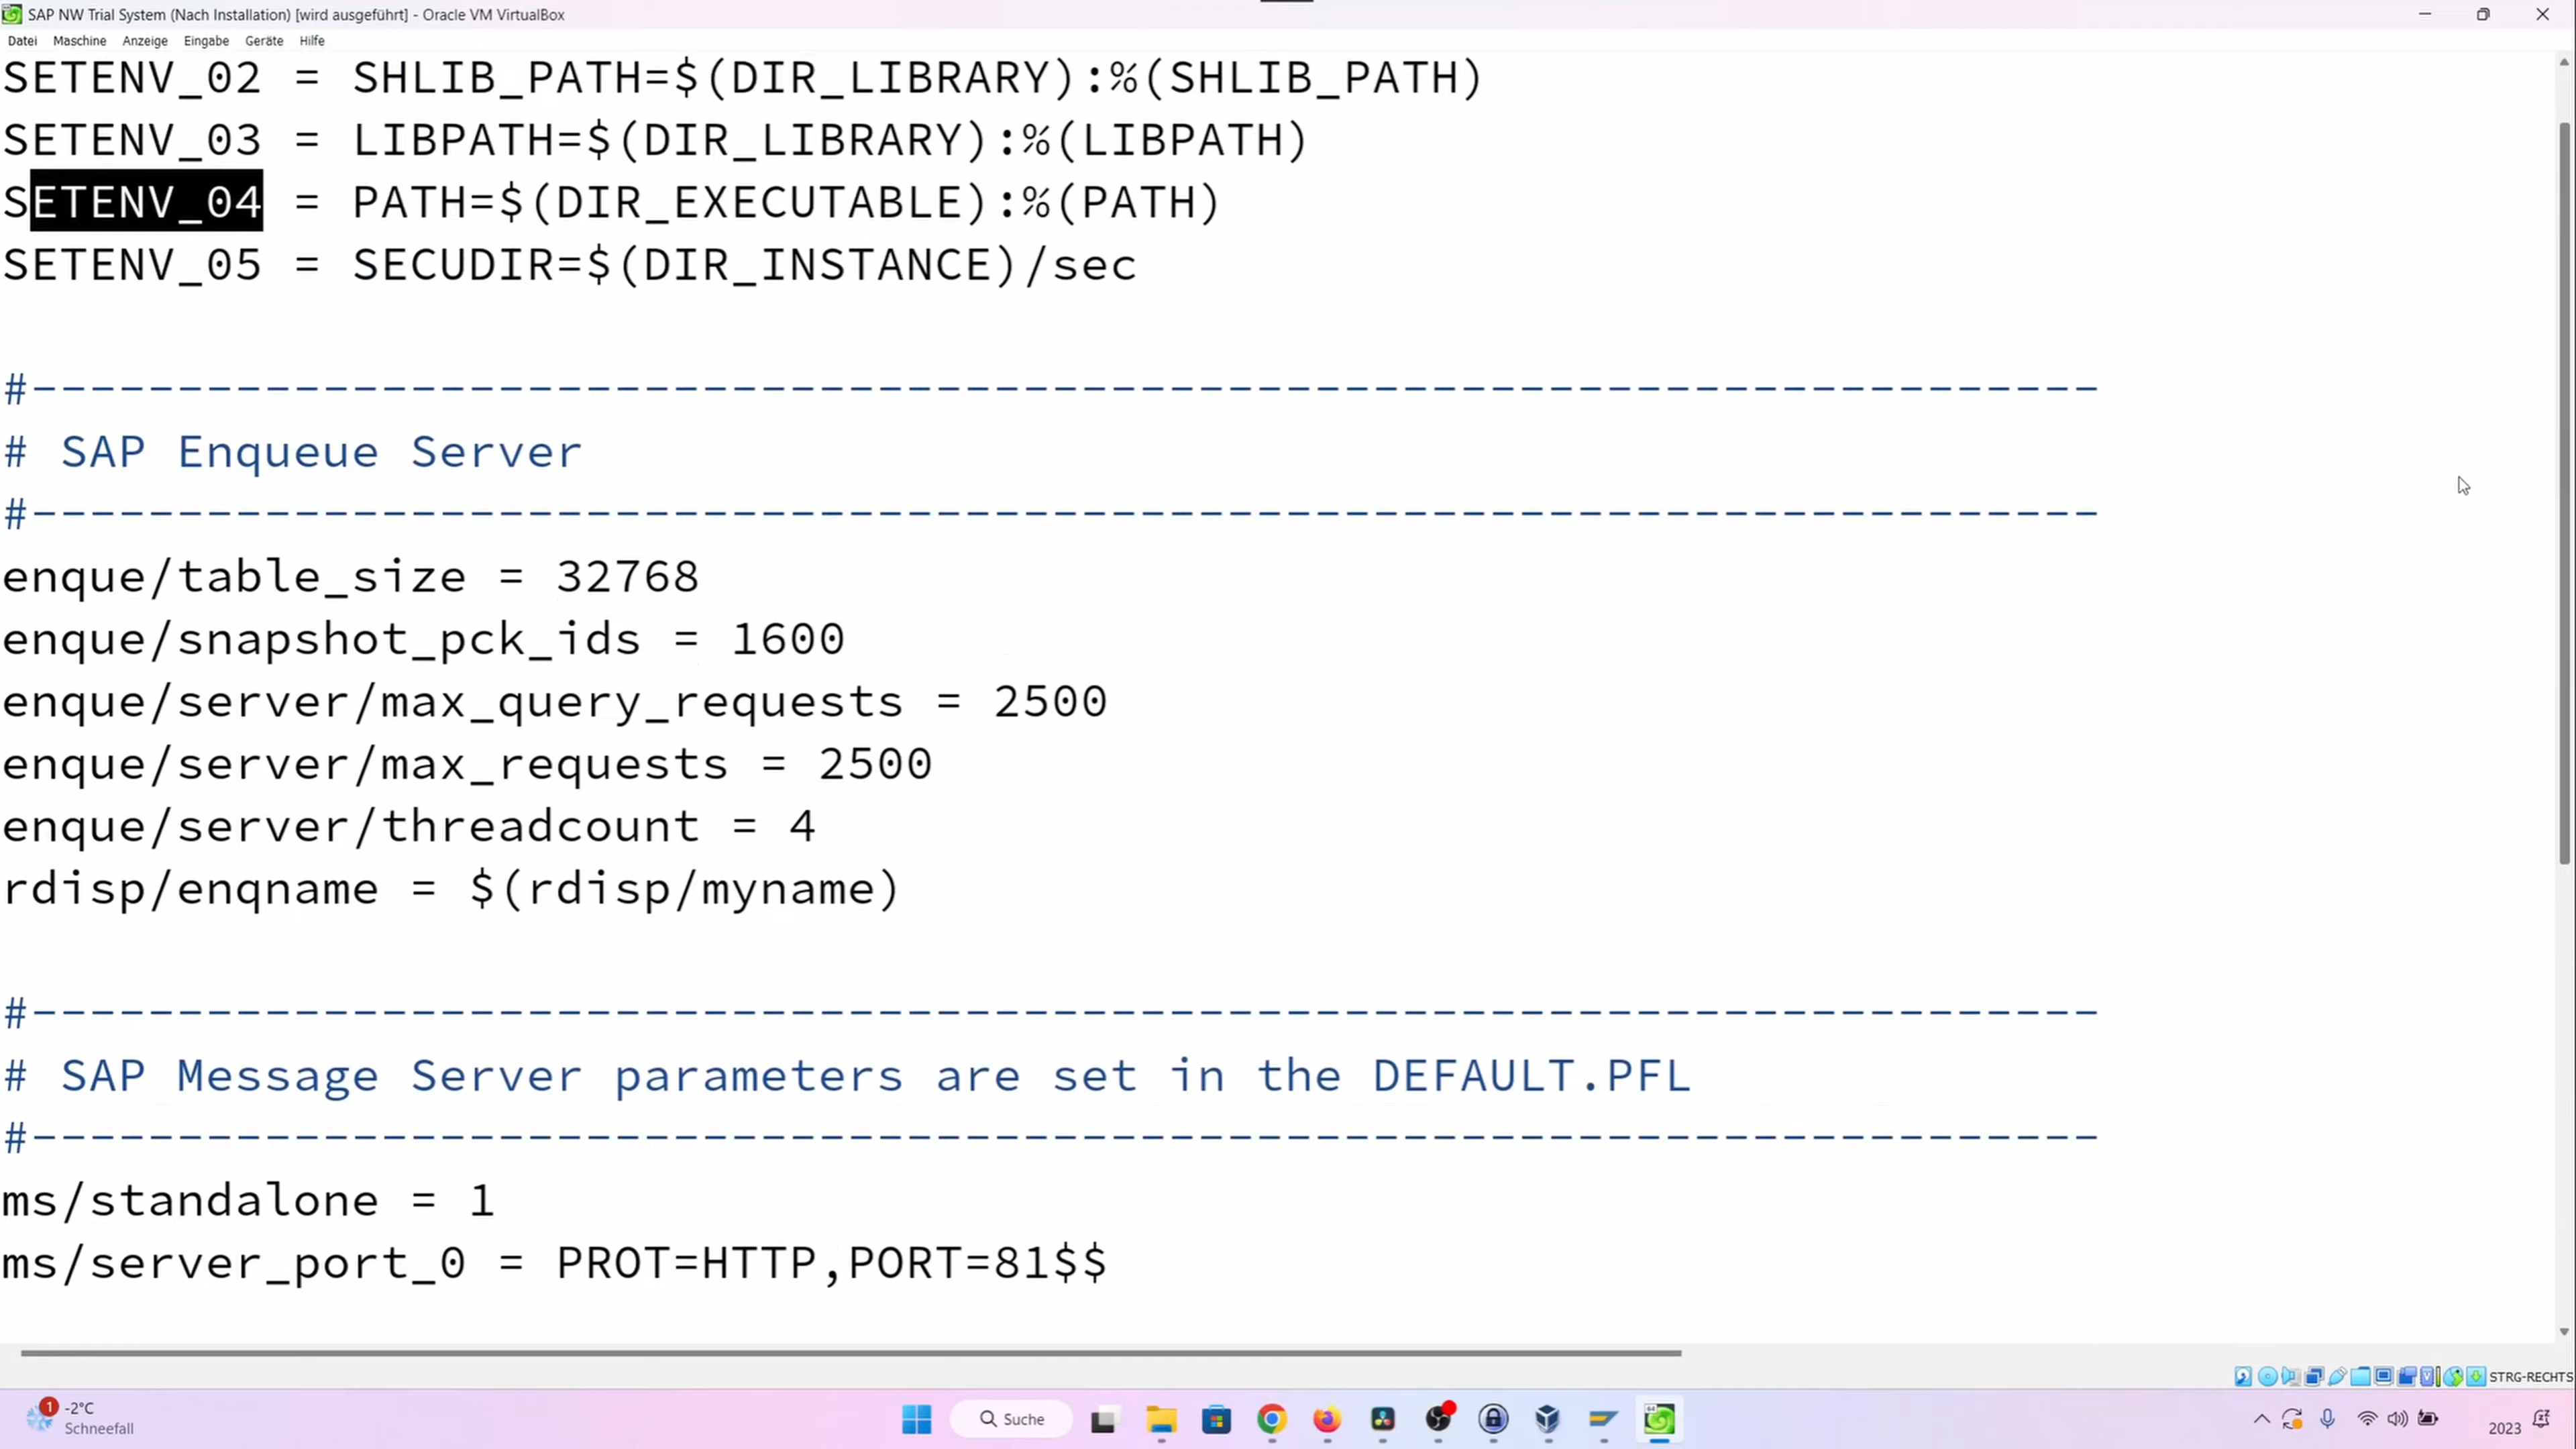 SAP NW Trial System (Nach Installation) [wird ausgeführt] - Oracle VM VirtualBox
Datei Maschine Anzeige Eingabe Geräte Hilfe
SETENV_02 = SHLIB_PATH=$(DIR_LIBRARY):%(SHLIB_PATH)
SETENV_03 = LIBPATH=$(DIR_LIBRARY):%(LIBPATH)
SETENV_04 = PATH=$(DIR_EXECUTABLE):%(PATH)
SETENV_05 = SECUDIR=$(DIR_INSTANCE)/sec
#-----------------------------------------------------------------------
# SAP Enqueue Server
#-----------------------------------------------------------------------
enque/table_size = 32768
enque/snapshot_pck_ids = 1600
enque/server/max_query_requests = 2500
enque/server/max_requests = 2500
enque/server/threadcount = 4
rdisp/enqname = $(rdisp/myname)
#-----------------------------------------------------------------------
# SAP Message Server parameters are set in the DEFAULT.PFL
#-----------------------------------------------------------------------
ms/standalone = 1
ms/server_port_0 = PROT=HTTP,PORT=81$$
STRG-RECHTS
1
-2°C
Schneefall
Suche
2023